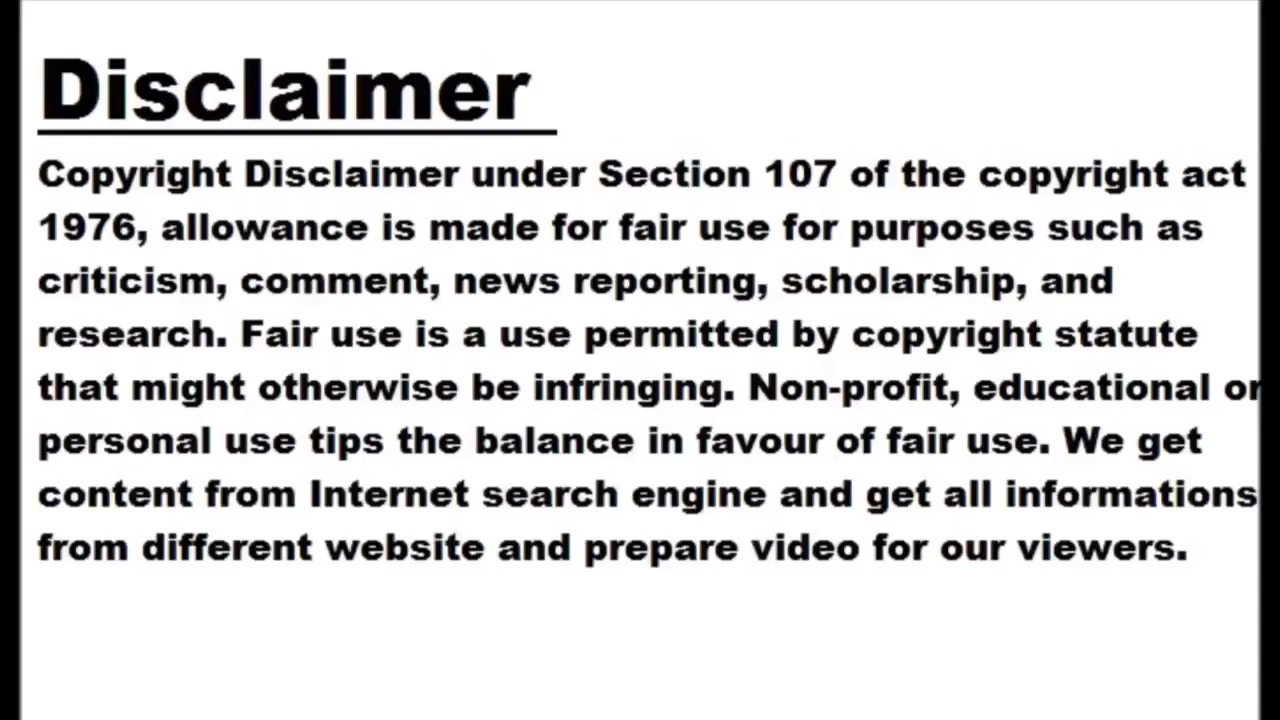 Disclaimer
Copyright Disclaimer under Section 107 of the copyright act
1976, allowance is made for fair use for purposes such as
criticism, comment, news reporting, scholarship, and
research. Fair use is a use permitted by copyright statute
that might otherwise be infringing. Non-profit, educational or
personal use tips the balance in favour of fair use. We get
content from Internet search engine and get all informations
from different website and prepare video for our viewers.